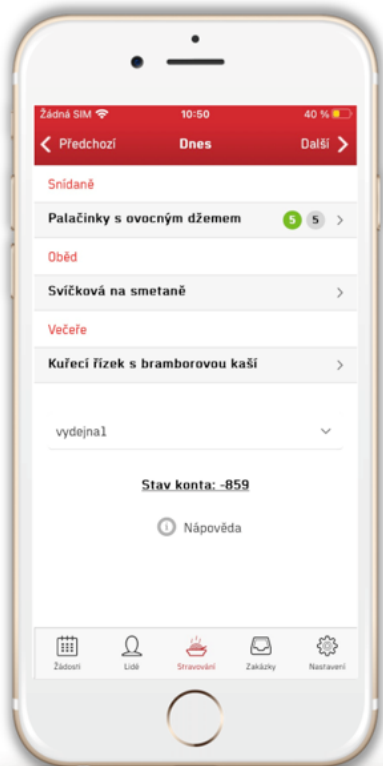 Žádná SIM 10:50 40 %
Předchozí Dnes Další
Snídaně
Palačinky s ovocným džemem 5 5
Oběd
Svíčková na smetaně
Večeře
Kuřecí řízek s bramborovou kaší
vydejna1
Stav konta: -859
Nápověda
Žádosti Lidé Stravování Zakázky Nastavení